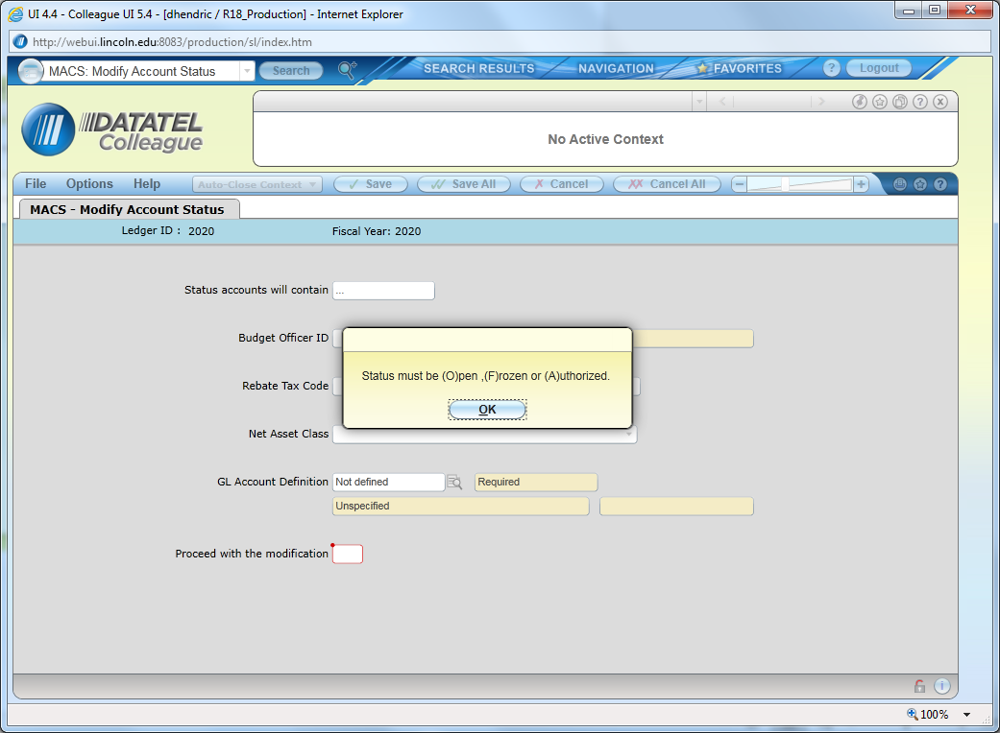 UI 4.4 - Colleague UI 5.4 - [dhendric / R18_Production] - Internet Explorer
http://webui.lincoln.edu:8083/production/sl/index.htm
MACS: Modify Account Status Search SEARCH RESULTS NAVIGATION FAVORITES ? Logout
DATATEL
Colleague
No Active Context
File Options Help Auto-Close Context Save Save All Cancel Cancel All
MACS - Modify Account Status
Ledger ID : 2020 Fiscal Year: 2020
Status accounts will contain ...
Budget Officer ID
Status must be (O)pen ,(F)rozen or (A)uthorized.
Rebate Tax Code
OK
Net Asset Class
GL Account Definition Not defined Required
Unspecified
Proceed with the modification
100%